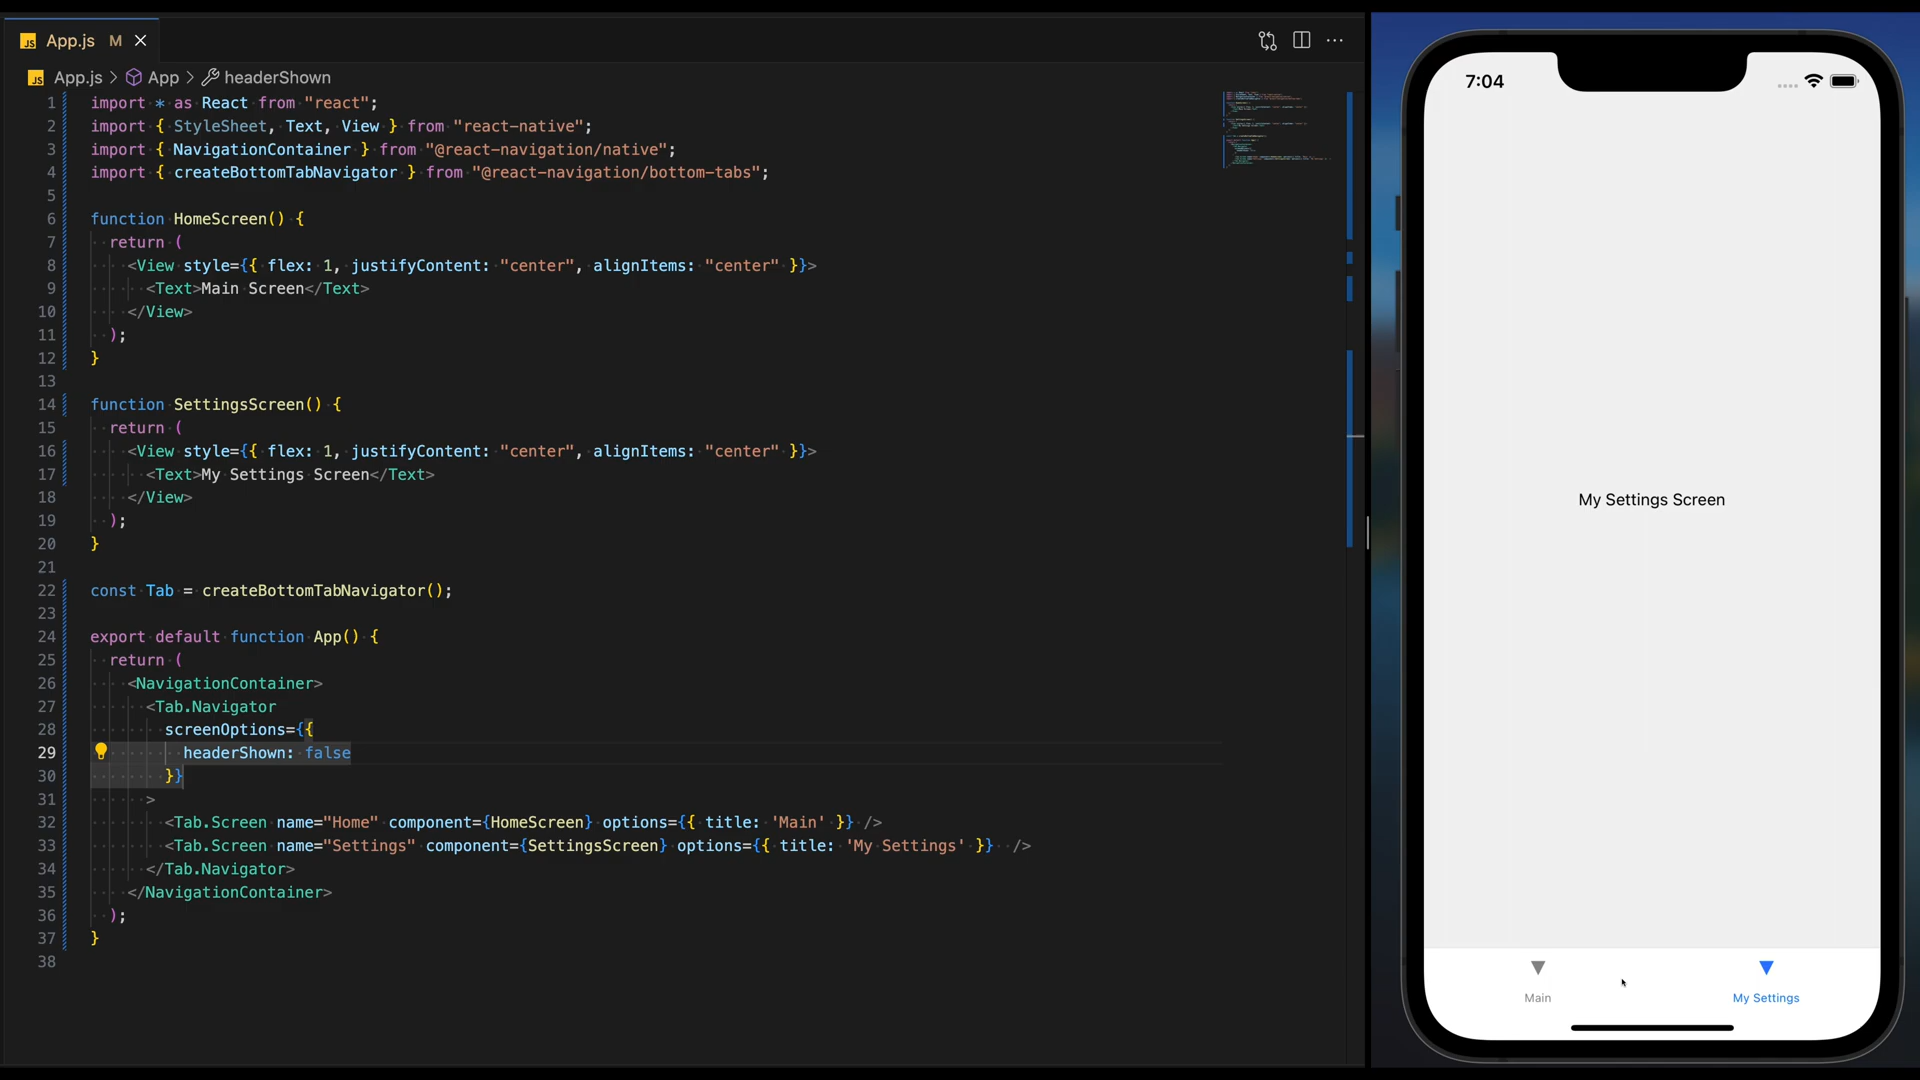 JS App.js M
JS App.js > App > headerShown
1 import * as React from "react";
2 import { StyleSheet, Text, View } from "react-native";
3 import { NavigationContainer } from "@react-navigation/native";
4 import { createBottomTabNavigator } from "@react-navigation/bottom-tabs";
5
6 function HomeScreen() {
7 return (
8 <View style={{ flex: 1, justifyContent: "center", alignItems: "center" }}>
9 <Text>Main Screen</Text>
10 </View>
11 );
12 }
13
14 function SettingsScreen() {
15 return (
16 <View style={{ flex: 1, justifyContent: "center", alignItems: "center" }}>
17 <Text>My Settings Screen</Text>
18 </View>
19 );
20 }
21
22 const Tab = createBottomTabNavigator();
23
24 export default function App() {
25 return (
26 <NavigationContainer>
27 <Tab.Navigator
28 screenOptions={{
29 headerShown: false
30 }}
31 >
32 <Tab.Screen name="Home" component={HomeScreen} options={{ title: 'Main' }} />
33 <Tab.Screen name="Settings" component={SettingsScreen} options={{ title: 'My Settings' }} />
34 </Tab.Navigator>
35 </NavigationContainer>
36 );
37 }
38
7:04
My Settings Screen
Main
My Settings